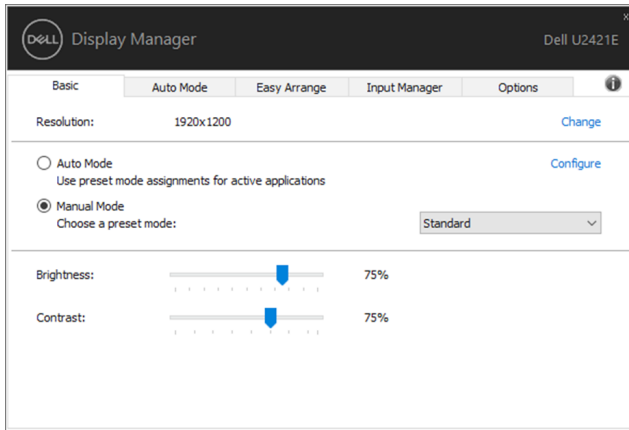 DELL Display Manager
Dell U2421E
Basic Auto Mode Easy Arrange Input Manager Options
Resolution: 1920x1200 Change
Auto Mode Configure
Use preset mode assignments for active applications
Manual Mode
Choose a preset mode: Standard
Brightness: 75%
Contrast: 75%